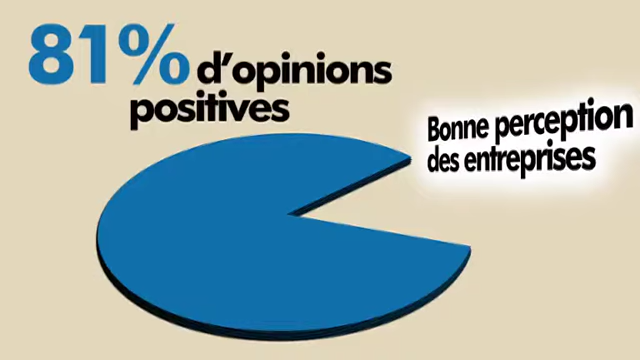 81% d’opinions
positives
Bonne perception
des entreprises